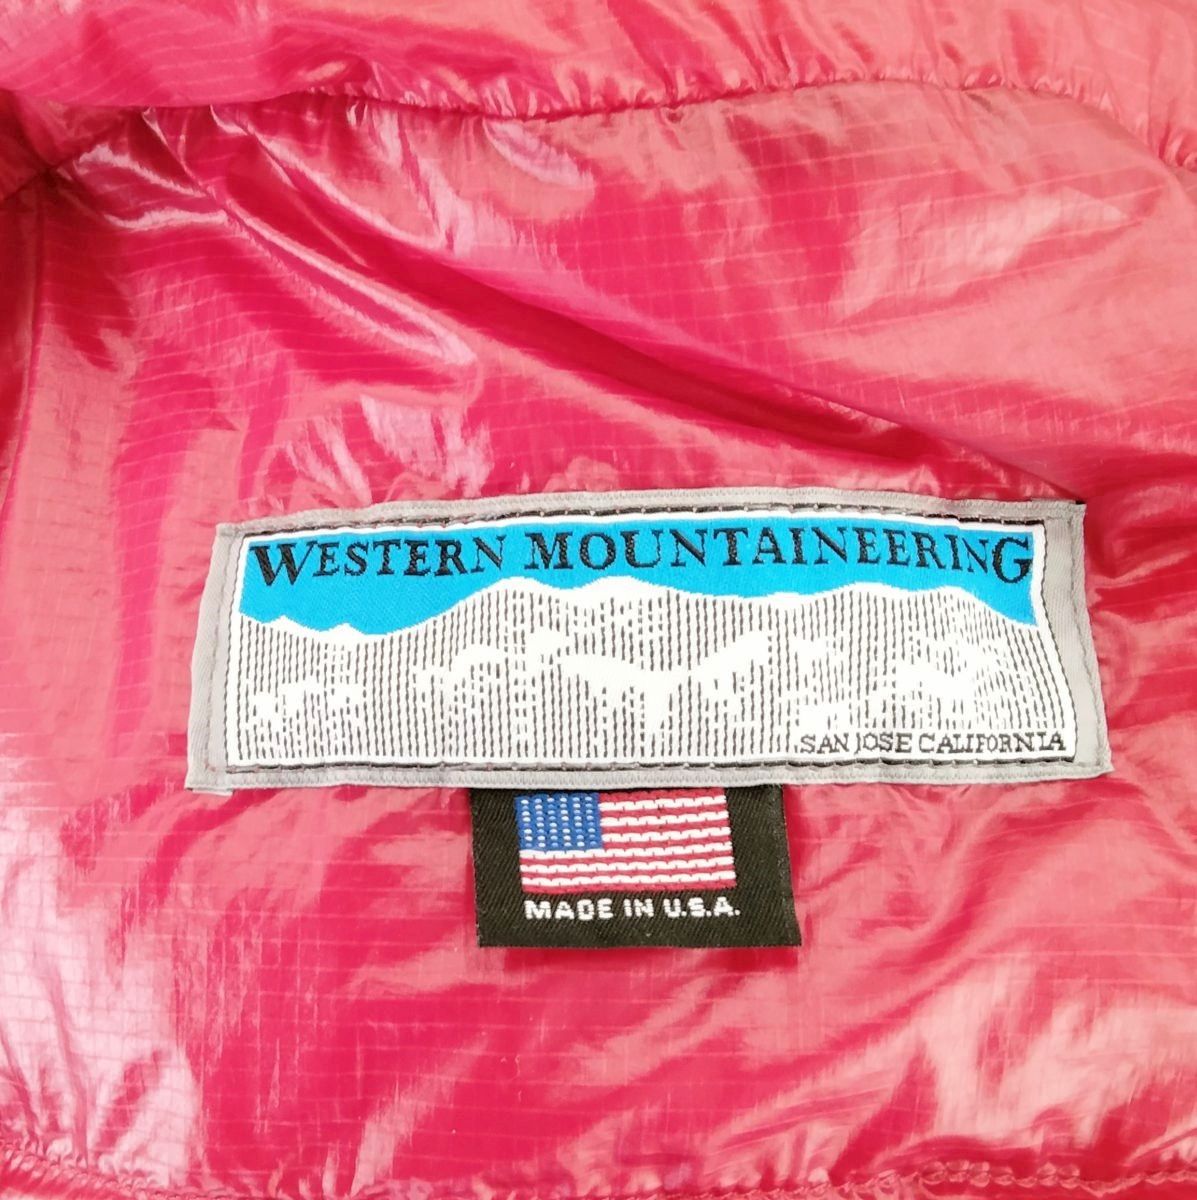 WESTERN MOUNTAINEERING
SAN JOSE CALIFORNIA
MADE IN U.S.A.